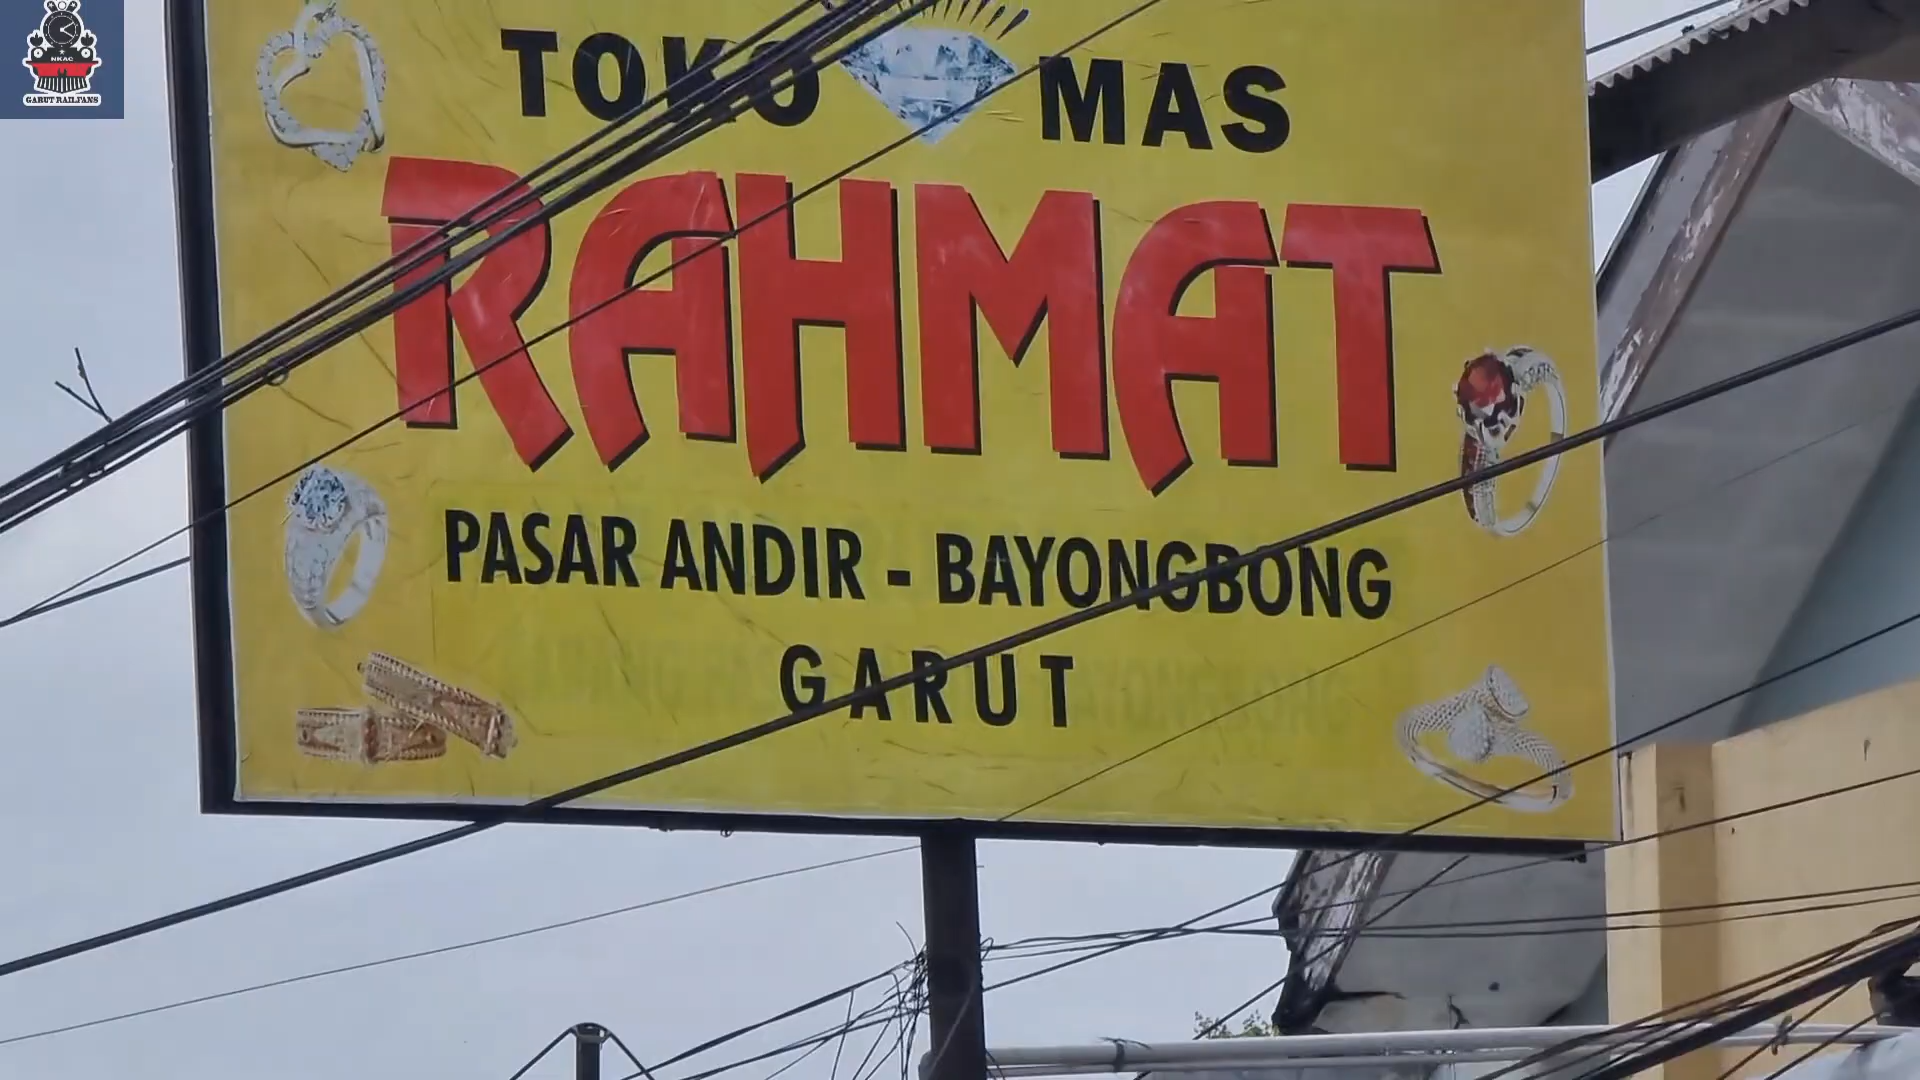 NKAC
GARUT RAILFANS
TOKO MAS
RAHMAT
PASAR ANDIR - BAYONGBONG
GARUT